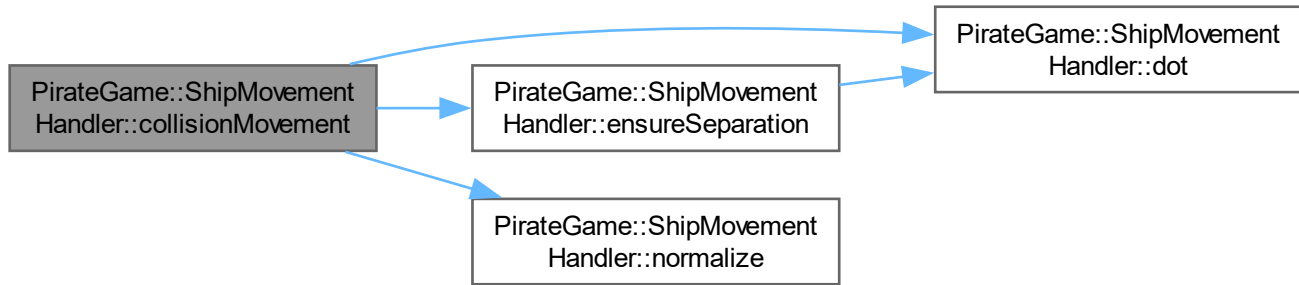 PirateGame::ShipMovement
Handler::collisionMovement
PirateGame::ShipMovement
Handler::ensureSeparation
PirateGame::ShipMovement
Handler::dot
PirateGame::ShipMovement
Handler::normalize